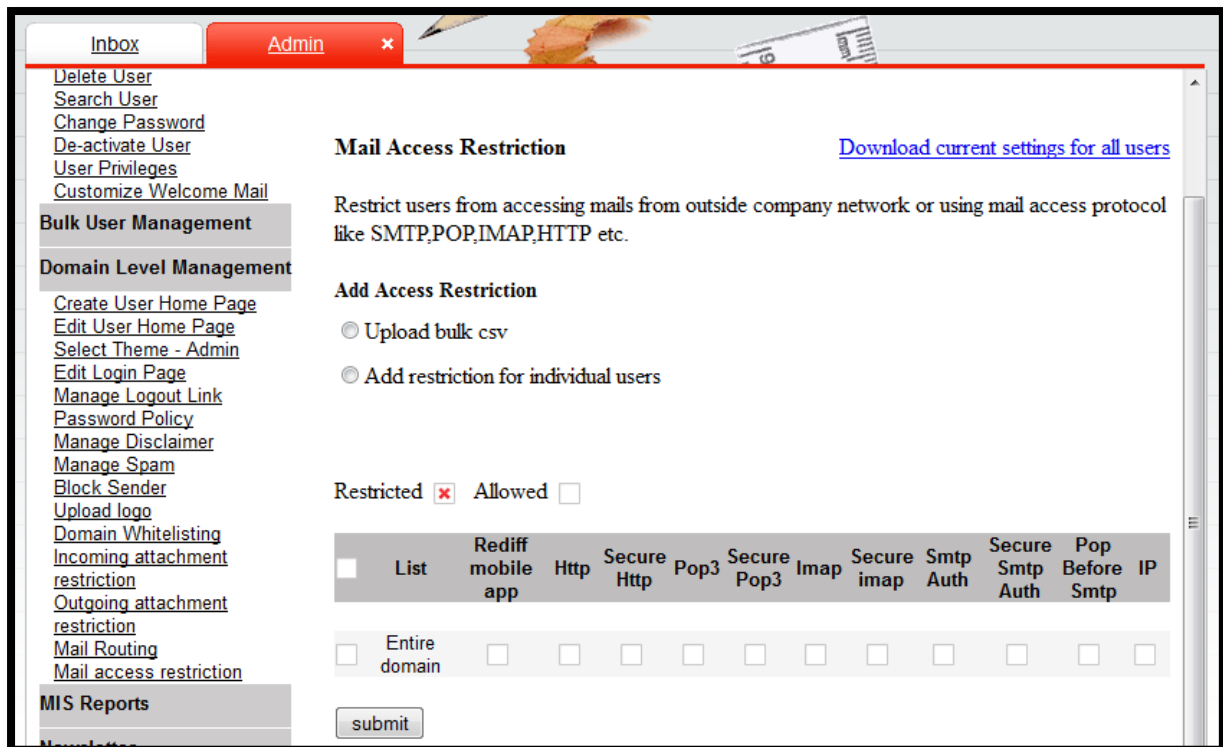 Inbox
Admin
Delete User
Search User
Change Password
De-activate User
User Privileges
Customize Welcome Mail
Bulk User Management
Domain Level Management
Create User Home Page
Edit User Home Page
Select Theme - Admin
Edit Login Page
Manage Logout Link
Password Policy
Manage Disclaimer
Manage Spam
Block Sender
Upload logo
Domain Whitelisting
Incoming attachment
restriction
Outgoing attachment
restriction
Mail Routing
Mail access restriction
MIS Reports
Newsletter
Mail Access Restriction
Download current settings for all users
Restrict users from accessing mails from outside company network or using mail access protocol
like SMTP,POP,IMAP,HTTP etc.
Add Access Restriction
Upload bulk csv
Add restriction for individual users
Restricted Allowed
List Rediff mobile app Http Secure Http Pop3 Secure Pop3 Imap Secure imap Smtp Auth Secure Smtp Auth Pop Before Smtp IP
Entire
domain
submit